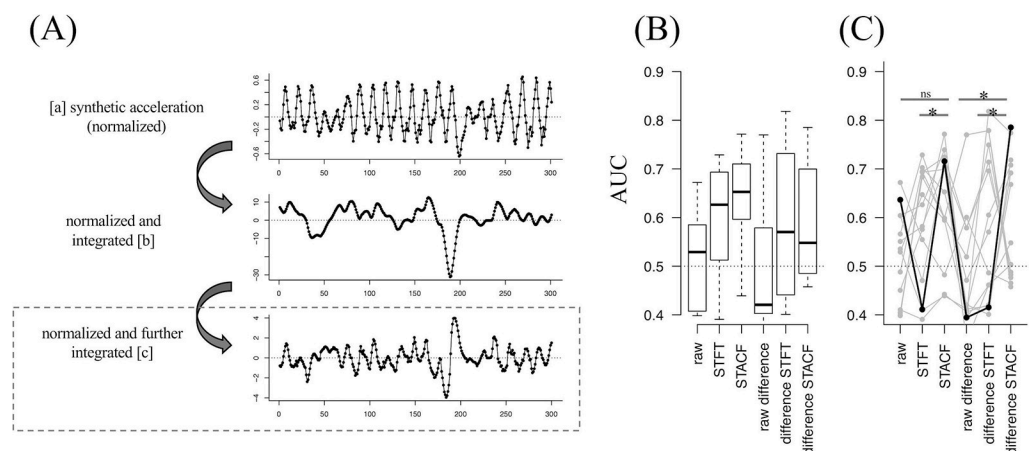 (A)
(B)
(C)
[a] synthetic acceleration
(normalized)
0.6
0.2
-0.2
-0.6
0
50
100
150
200
250
300
normalized and
integrated [b]
10
0
-10
-30
0
50
100
150
200
250
300
normalized and further
integrated [c]
4
2
0
-2
4
0
50
100
150
200
250
300
AUC
0.9
0.8
0.7
0.6
0.5
0.4
raw
STFT
STACF
raw difference
difference STFT
difference STACF
0.9
0.8
0.7
0.6
0.5
0.4
ns
*
*
*
raw
STFT
STACF
raw difference
difference STFT
difference STACF